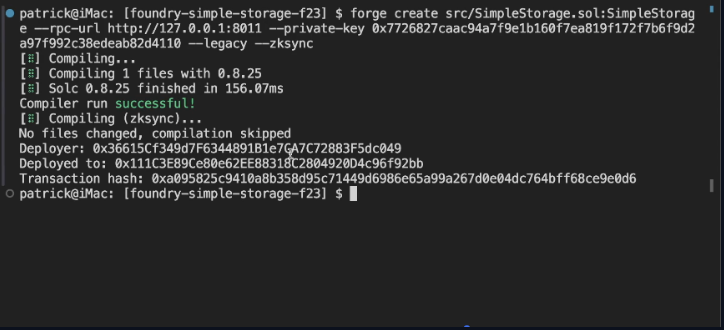 patrick@iMac: [foundry-simple-storage-f23] $ forge create src/SimpleStorage.sol:SimpleStorag
e --rpc-url http://127.0.0.1:8011 --private-key 0x7726827caac94a7f9e1b160f7ea819f172f7b6f9d2
a97f992c38edeab82d4110 --legacy --zksync
[⠿] Compiling...
[⠿] Compiling 1 files with 0.8.25
[⠿] Solc 0.8.25 finished in 156.07ms
Compiler run successful!
[⠿] Compiling (zksync)...
No files changed, compilation skipped
Deployer: 0x36615Cf349d7F6344891B1e7CA7C72883F5dc049
Deployed to: 0x111C3E89Ce80e62EE88318C2804920D4c96f92bb
Transaction hash: 0xa095825c9410a8b358d95c71449d6986e65a99a267d0e04dc764bff68ce9e0d6
patrick@iMac: [foundry-simple-storage-f23] $